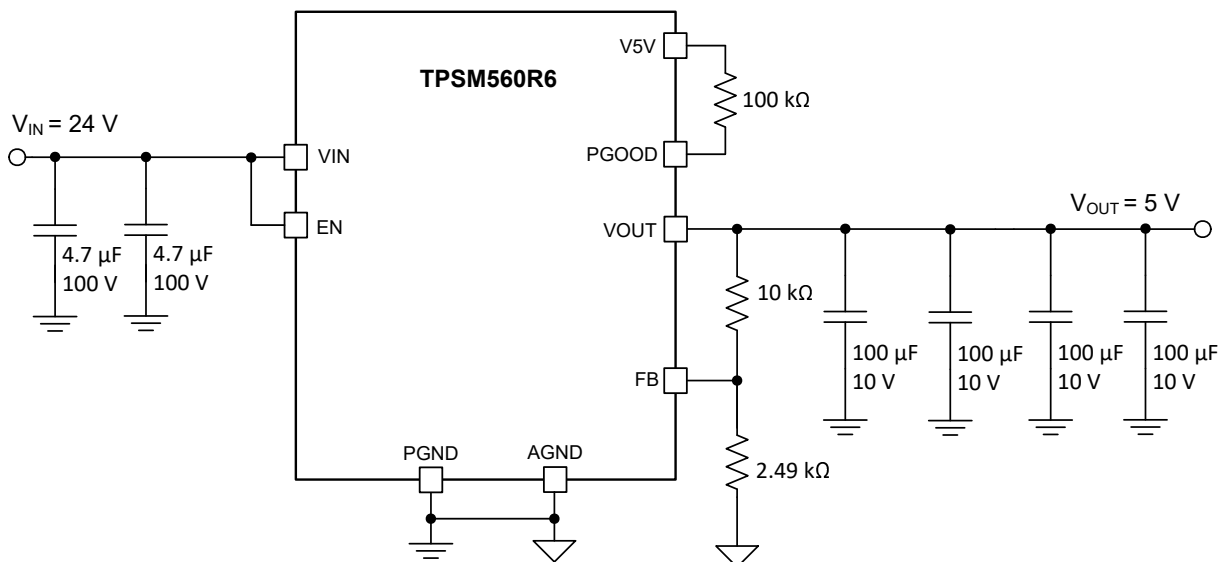 V5V
TPSM560R6
100 kΩ
V_IN = 24 V
VIN
PGOOD
EN
VOUT
V_OUT = 5 V
4.7 µF
100 V
4.7 µF
100 V
10 kΩ
100 µF
10 V
100 µF
10 V
100 µF
10 V
100 µF
10 V
FB
PGND
AGND
2.49 kΩ